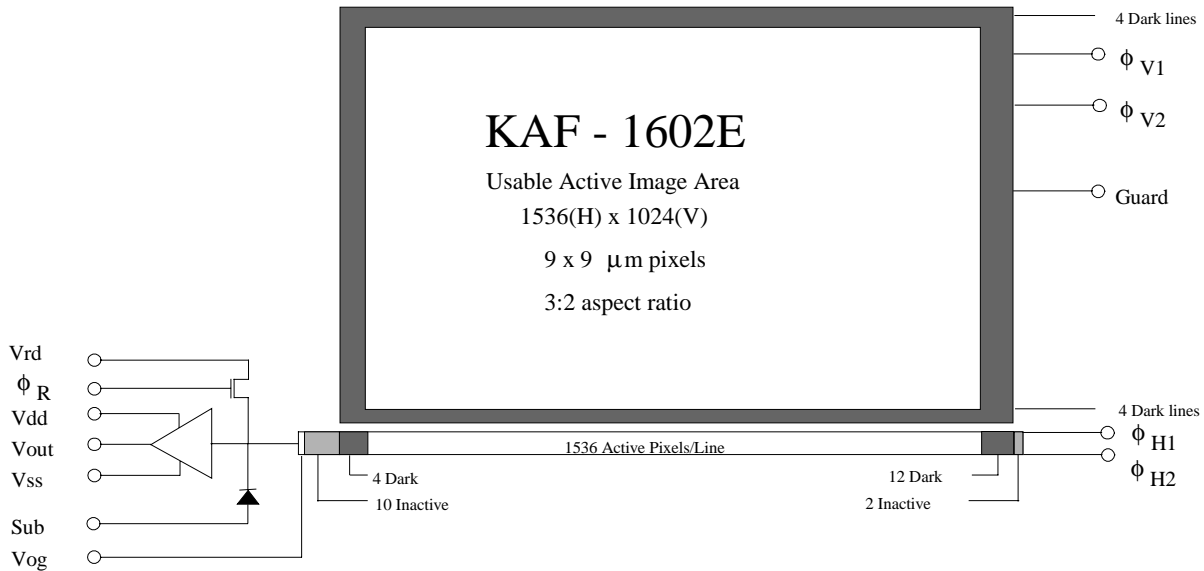 4 Dark lines
ϕ V1
ϕ V2
Guard
KAF - 1602E
Usable Active Image Area
1536(H) x 1024(V)
9 x 9 μm pixels
3:2 aspect ratio
Vrd
ϕ R
Vdd
Vout
Vss
Sub
Vog
4 Dark lines
ϕ H1
ϕ H2
1536 Active Pixels/Line
4 Dark
10 Inactive
12 Dark
2 Inactive